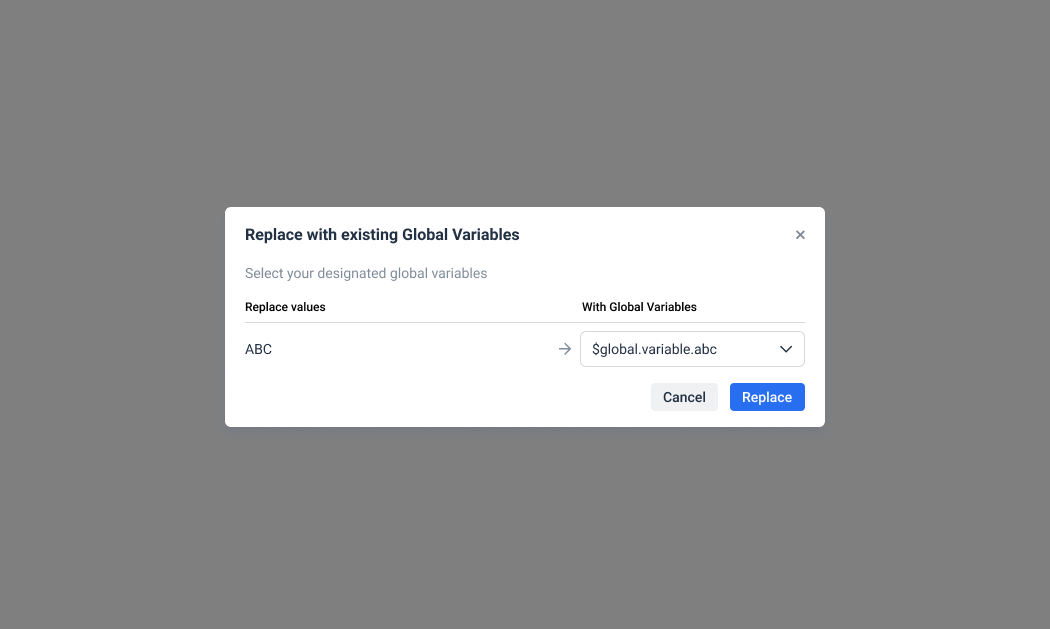 Replace with existing Global Variables
Select your designated global variables
Replace values With Global Variables
ABC → $global.variable.abc
Cancel Replace